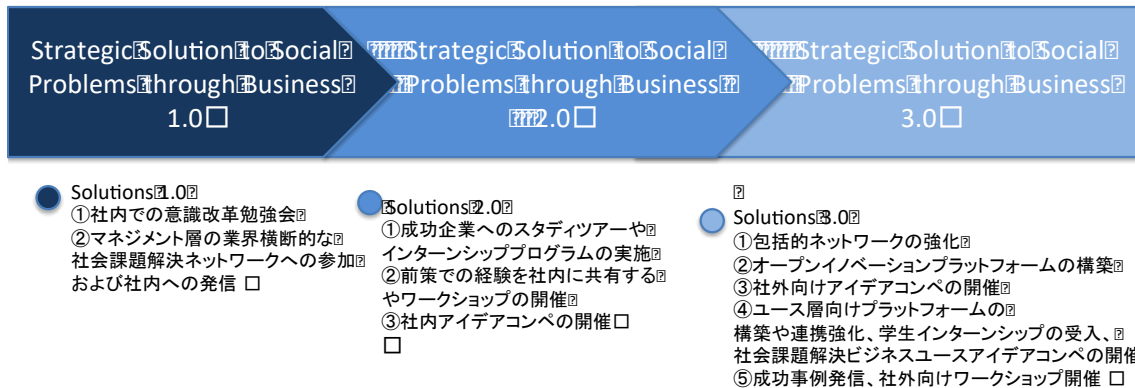 Strategic Solution to Social
Problems through Business
1.0
Strategic Solution to Social
Problems through Business
2.0
Strategic Solution to Social
Problems through Business
3.0
Solutions 1.0
①社内での意識改革勉強会
②マネジメント層の業界横断的な
社会課題解決ネットワークへの参加
および社内への発信
Solutions 2.0
①成功企業へのスタディツアーや
インターンシッププログラムの実施
②前策での経験を社内に共有する
やワークショップの開催
③社内アイデアコンペの開催
Solutions 3.0
①包括的ネットワークの強化
②オープンイノベーションプラットフォームの構築
③社外向けアイデアコンペの開催
④ユース層向けプラットフォームの
構築や連携強化、学生インターンシップの受入、
社会課題解決ビジネスユースアイデアコンペの開催
⑤成功事例発信、社外向けワークショップ開催